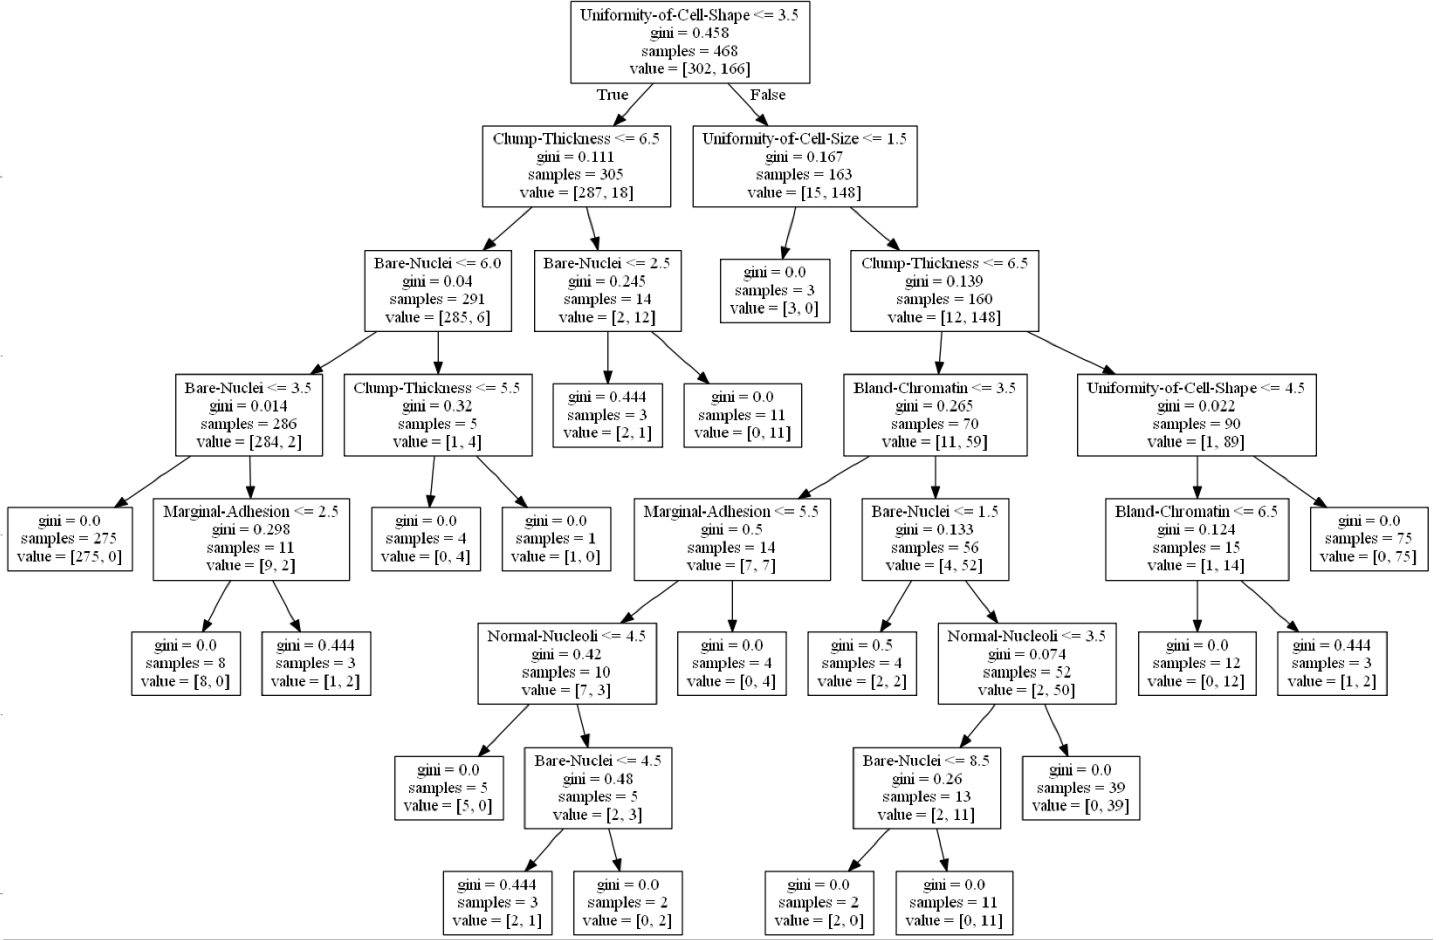 Uniformity-of-Cell-Shape <= 3.5
gini = 0.458
samples = 468
value = [302, 166]
True
False
Clump-Thickness <= 6.5
gini = 0.111
samples = 305
value = [287, 18]
Uniformity-of-Cell-Size <= 1.5
gini = 0.167
samples = 163
value = [15, 148]
Bare-Nuclei <= 6.0
gini = 0.04
samples = 291
value = [285, 6]
Bare-Nuclei <= 2.5
gini = 0.245
samples = 14
value = [2, 12]
gini = 0.0
samples = 3
value = [3, 0]
Clump-Thickness <= 6.5
gini = 0.139
samples = 160
value = [12, 148]
Bare-Nuclei <= 3.5
gini = 0.014
samples = 286
value = [284, 2]
Clump-Thickness <= 5.5
gini = 0.32
samples = 5
value = [1, 4]
gini = 0.444
samples = 3
value = [2, 1]
gini = 0.0
samples = 11
value = [0, 11]
Bland-Chromatin <= 3.5
gini = 0.265
samples = 70
value = [11, 59]
Uniformity-of-Cell-Shape <= 4.5
gini = 0.022
samples = 90
value = [1, 89]
gini = 0.0
samples = 275
value = [275, 0]
Marginal-Adhesion <= 2.5
gini = 0.298
samples = 11
value = [9, 2]
gini = 0.0
samples = 4
value = [0, 4]
gini = 0.0
samples = 1
value = [1, 0]
Marginal-Adhesion <= 5.5
gini = 0.5
samples = 14
value = [7, 7]
Bare-Nuclei <= 1.5
gini = 0.133
samples = 56
value = [4, 52]
Bland-Chromatin <= 6.5
gini = 0.124
samples = 15
value = [1, 14]
gini = 0.0
samples = 75
value = [0, 75]
gini = 0.0
samples = 8
value = [8, 0]
gini = 0.444
samples = 3
value = [1, 2]
Normal-Nucleoli <= 4.5
gini = 0.42
samples = 10
value = [7, 3]
gini = 0.0
samples = 4
value = [0, 4]
gini = 0.5
samples = 4
value = [2, 2]
Normal-Nucleoli <= 3.5
gini = 0.074
samples = 52
value = [2, 50]
gini = 0.0
samples = 12
value = [0, 12]
gini = 0.444
samples = 3
value = [1, 2]
gini = 0.0
samples = 5
value = [5, 0]
Bare-Nuclei <= 4.5
gini = 0.48
samples = 5
value = [2, 3]
Bare-Nuclei <= 8.5
gini = 0.26
samples = 13
value = [2, 11]
gini = 0.0
samples = 39
value = [0, 39]
gini = 0.444
samples = 3
value = [2, 1]
gini = 0.0
samples = 2
value = [0, 2]
gini = 0.0
samples = 2
value = [2, 0]
gini = 0.0
samples = 11
value = [0, 11]